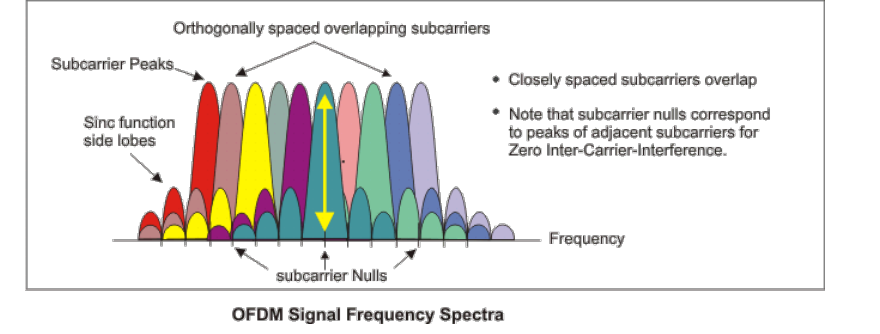 Orthogonally spaced overlapping subcarriers
Subcarrier Peaks
Sinc function
side lobes
• Closely spaced subcarriers overlap
• Note that subcarrier nulls correspond
to peaks of adjacent subcarriers for
Zero Inter-Carrier-Interference.
Frequency
subcarrier Nulls
OFDM Signal Frequency Spectra